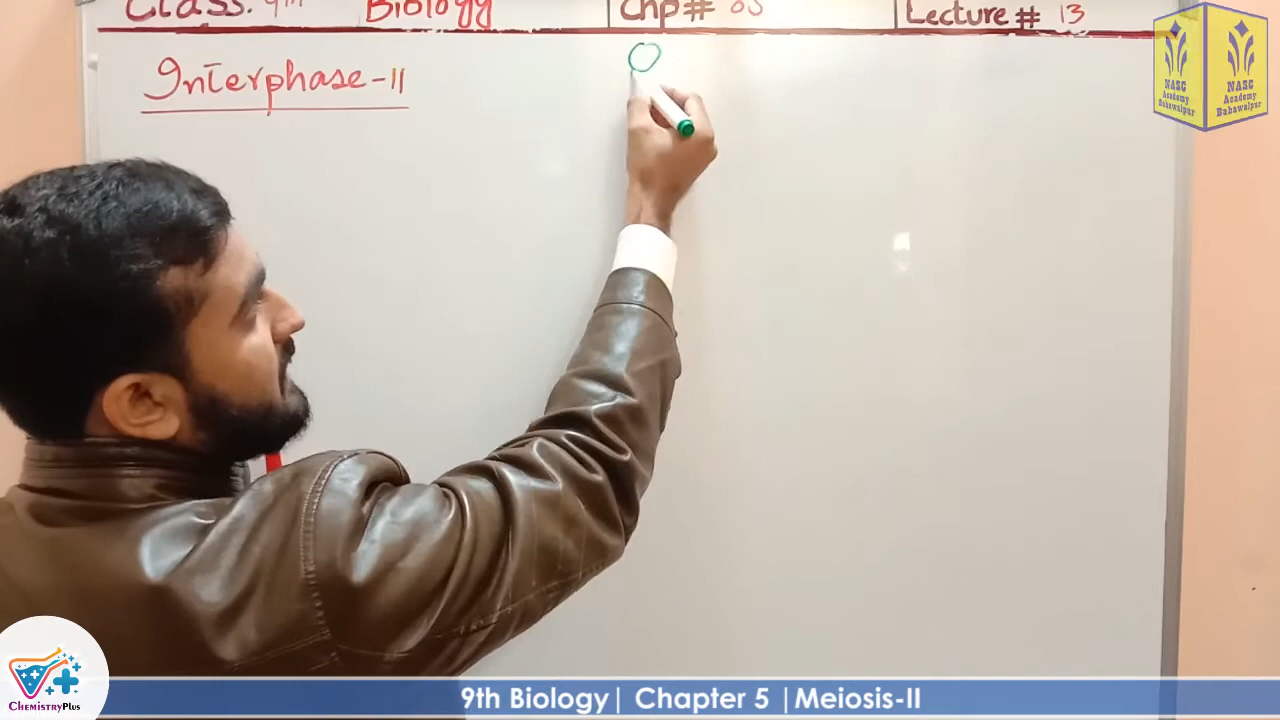 Class: 9th Biology Chp # 05 Lecture # 13
Interphase-II
NASC Academy Bahawalpur
NASC Academy Bahawalpur
ChemistryPlus
9th Biology| Chapter 5 |Meiosis-II